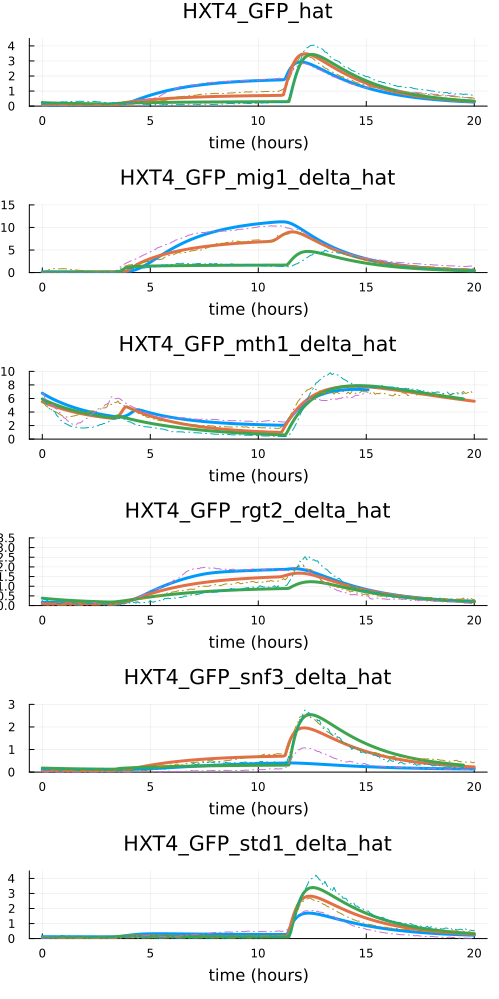 HXT4_GFP_hat
4
3
2
1
0
0 5 10 15 20
time (hours)
HXT4_GFP_mig1_delta_hat
15
10
5
0
0 5 10 15 20
time (hours)
HXT4_GFP_mth1_delta_hat
10
8
6
4
2
0
0 5 10 15 20
time (hours)
HXT4_GFP_rgt2_delta_hat
3.5
3.0
2.5
2.0
1.5
1.0
0.5
0.0
0 5 10 15 20
time (hours)
HXT4_GFP_snf3_delta_hat
3
2
1
0
0 5 10 15 20
time (hours)
HXT4_GFP_std1_delta_hat
4
3
2
1
0
0 5 10 15 20
time (hours)